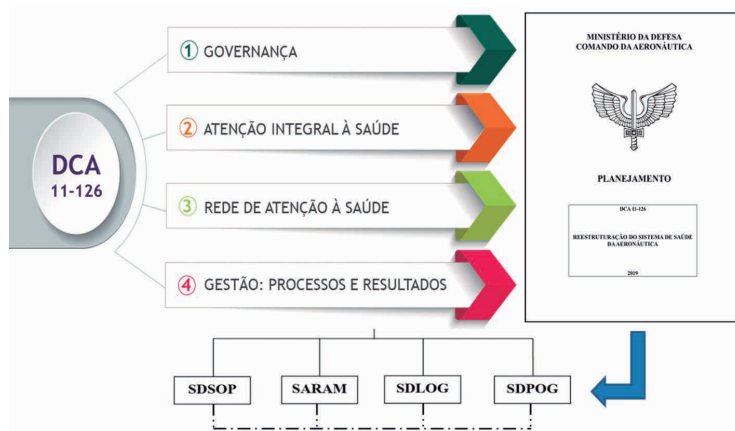 DCA
11-126
1 GOVERNANÇA
2 ATENÇÃO INTEGRAL À SAÚDE
3 REDE DE ATENÇÃO À SAÚDE
4 GESTÃO: PROCESSOS E RESULTADOS
MINISTÉRIO DA DEFESA
COMANDO DA AERONÁUTICA
PLANEJAMENTO
DCA 11-126
REESTRUTURAÇÃO DO SISTEMA DE SAÚDE
DA AERONÁUTICA
2019
SDSOP
SARAM
SDLOG
SDPOG